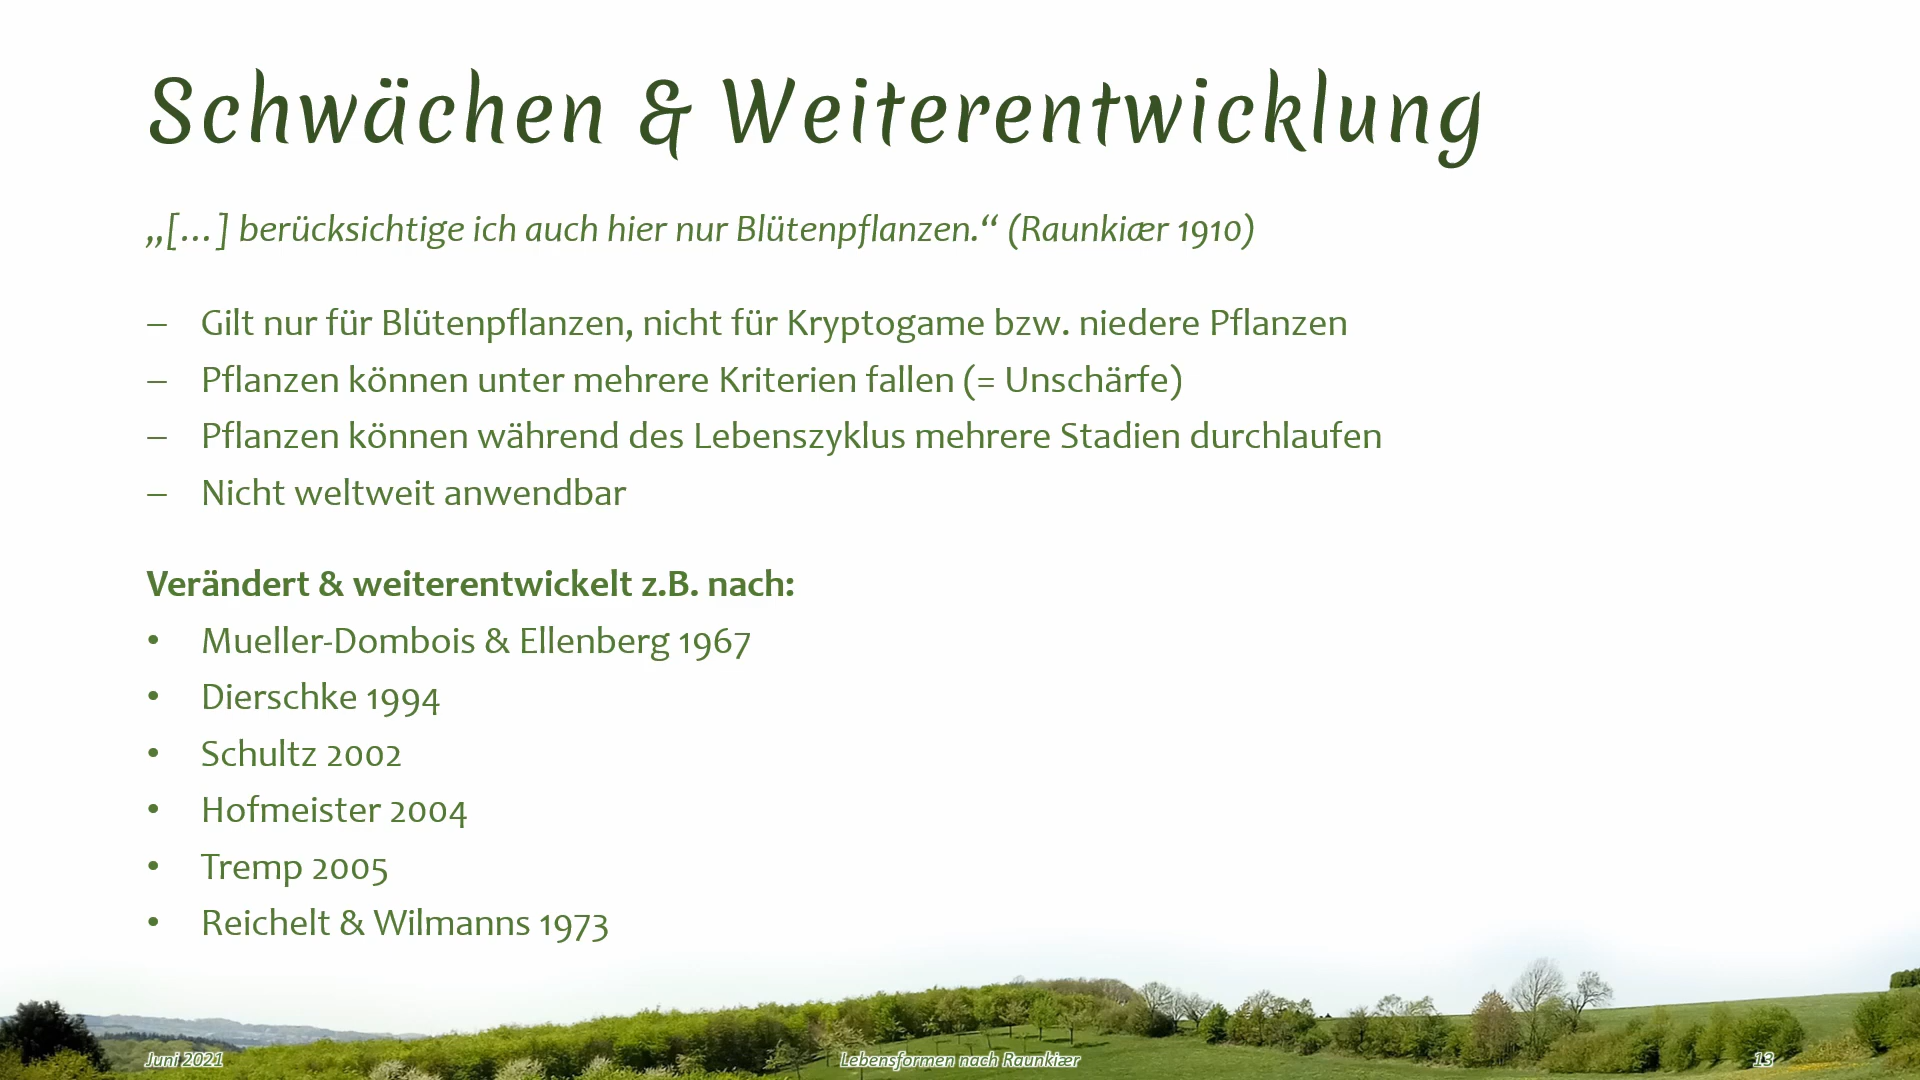 Schwächen & Weiterentwicklung
„[…] berücksichtige ich auch hier nur Blütenpflanzen.“ (Raunkiær 1910)
– Gilt nur für Blütenpflanzen, nicht für Kryptogame bzw. niedere Pflanzen
– Pflanzen können unter mehrere Kriterien fallen (= Unschärfe)
– Pflanzen können während des Lebenszyklus mehrere Stadien durchlaufen
– Nicht weltweit anwendbar
Verändert & weiterentwickelt z.B. nach:
• Mueller-Dombois & Ellenberg 1967
• Dierschke 1994
• Schultz 2002
• Hofmeister 2004
• Tremp 2005
• Reichelt & Wilmanns 1973
Juni 2021
Lebensformen nach Raunkiær
13